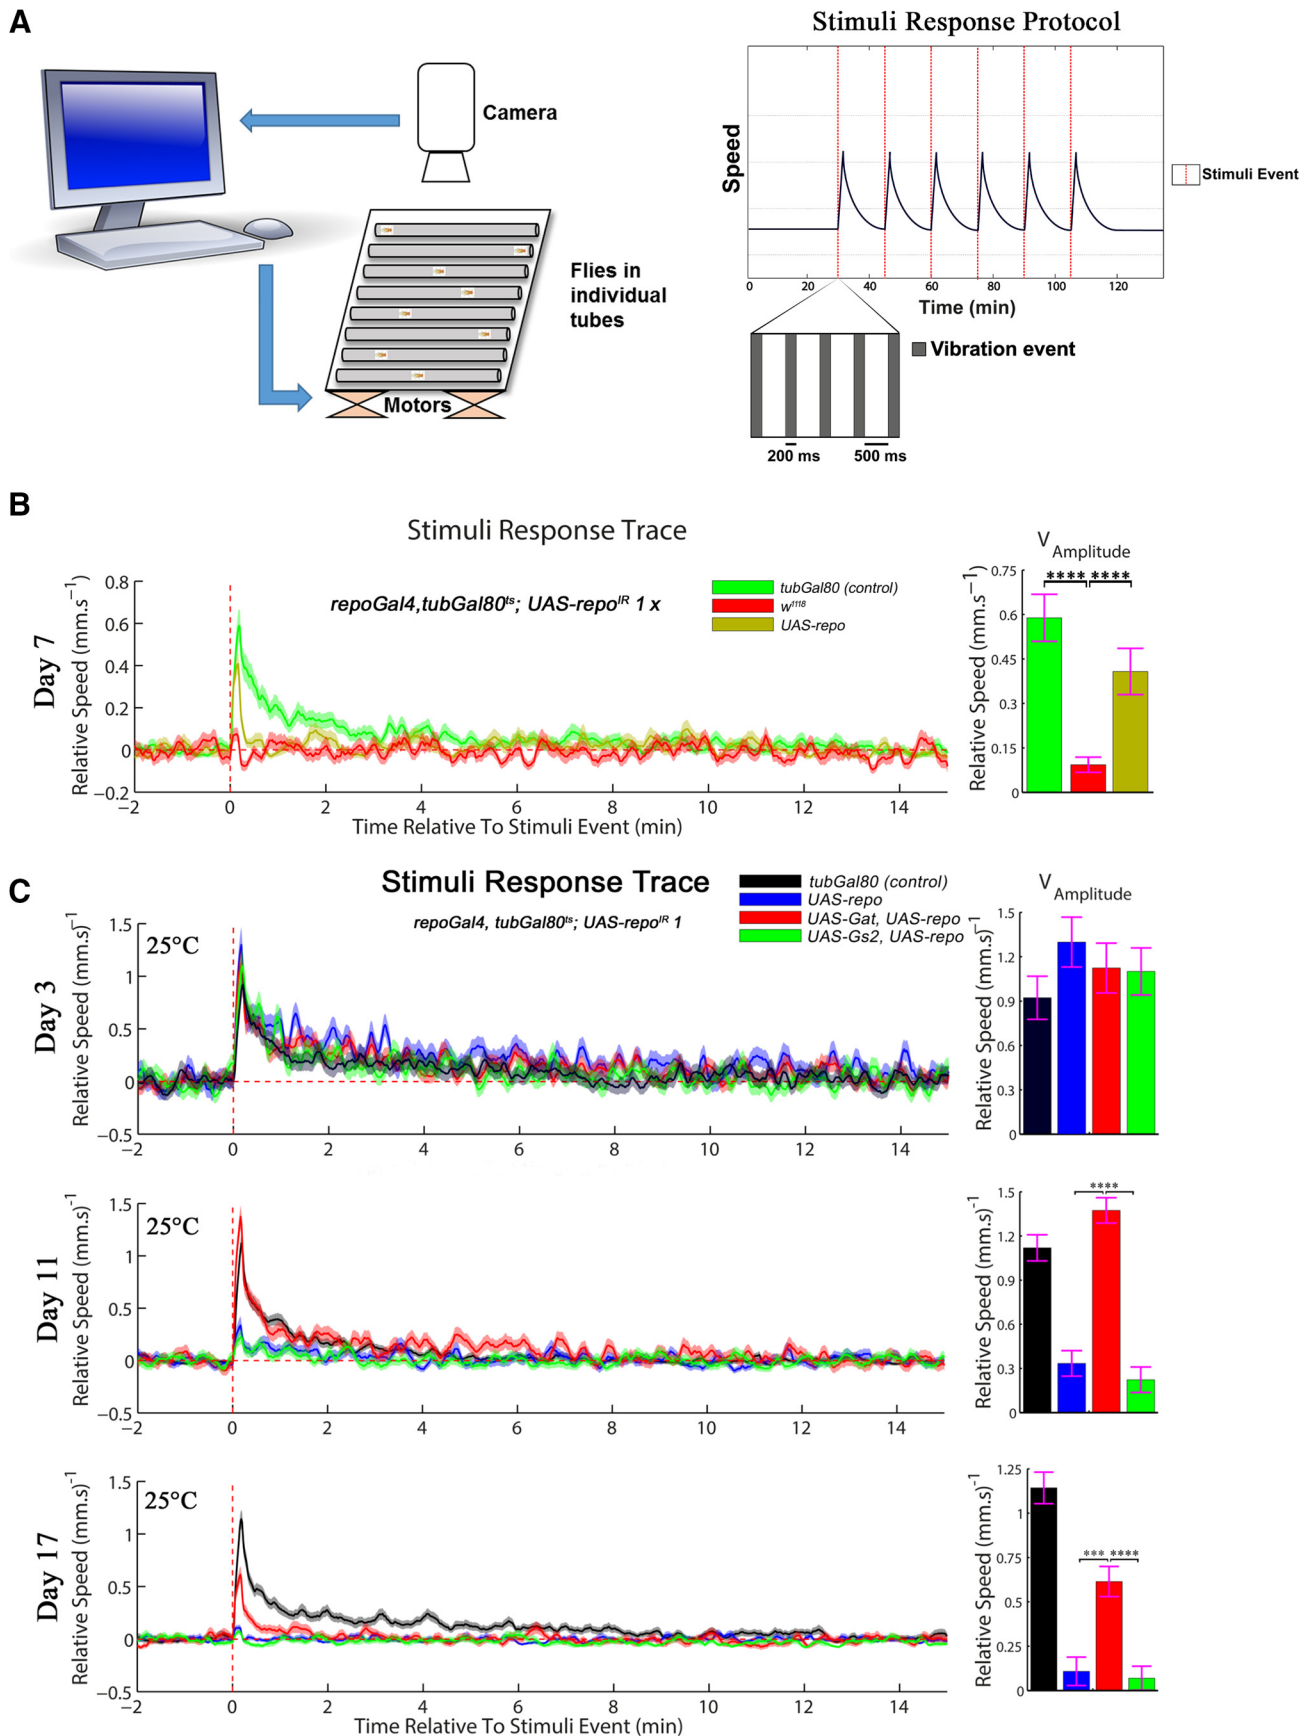 A
Stimuli Response Protocol
Camera
Flies in
individual
tubes
Motors
Speed
Stimuli Event
0 20 40 60 80 100 120
Time (min)
Vibration event
200 ms 500 ms
B
Stimuli Response Trace
Day 7
Relative Speed (mm.s⁻¹)
0.8
0.6
0.4
0.2
0
−0.2
repoGal4,tubGal80ᵗˢ; UAS-repoᴵᴿ 1 x
tubGal80 (control)
w¹¹¹⁸
UAS-repo
−2 0 2 4 6 8 10 12 14
Time Relative To Stimuli Event (min)
V Amplitude
Relative Speed (mm.s⁻¹)
0.75
0.6
0.45
0.3
0.15
0
**** ****
C
Stimuli Response Trace
repoGal4, tubGal80ᵗˢ; UAS-repoᴵᴿ 1
tubGal80 (control)
UAS-repo
UAS-Gat, UAS-repo
UAS-Gs2, UAS-repo
V Amplitude
Day 3
Relative Speed (mm.s)⁻¹
1.5
1
0.5
0
−0.5
25°C
−2 0 2 4 6 8 10 12 14
Relative Speed (mm.s)⁻¹
1.5
1.2
0.9
0.6
0.3
0
Day 11
Relative Speed (mm.s)⁻¹
1.5
1
0.5
0
−0.5
25°C
−2 0 2 4 6 8 10 12 14
Relative Speed (mm.s)⁻¹
1.5
1.2
0.9
0.6
0.3
0
****
Day 17
Relative Speed (mm.s)⁻¹
1.5
1
0.5
0
−0.5
25°C
−2 0 2 4 6 8 10 12 14
Time Relative To Stimuli Event (min)
Relative Speed (mm.s)⁻¹
1.25
1
0.75
0.5
0.25
0
*** ****